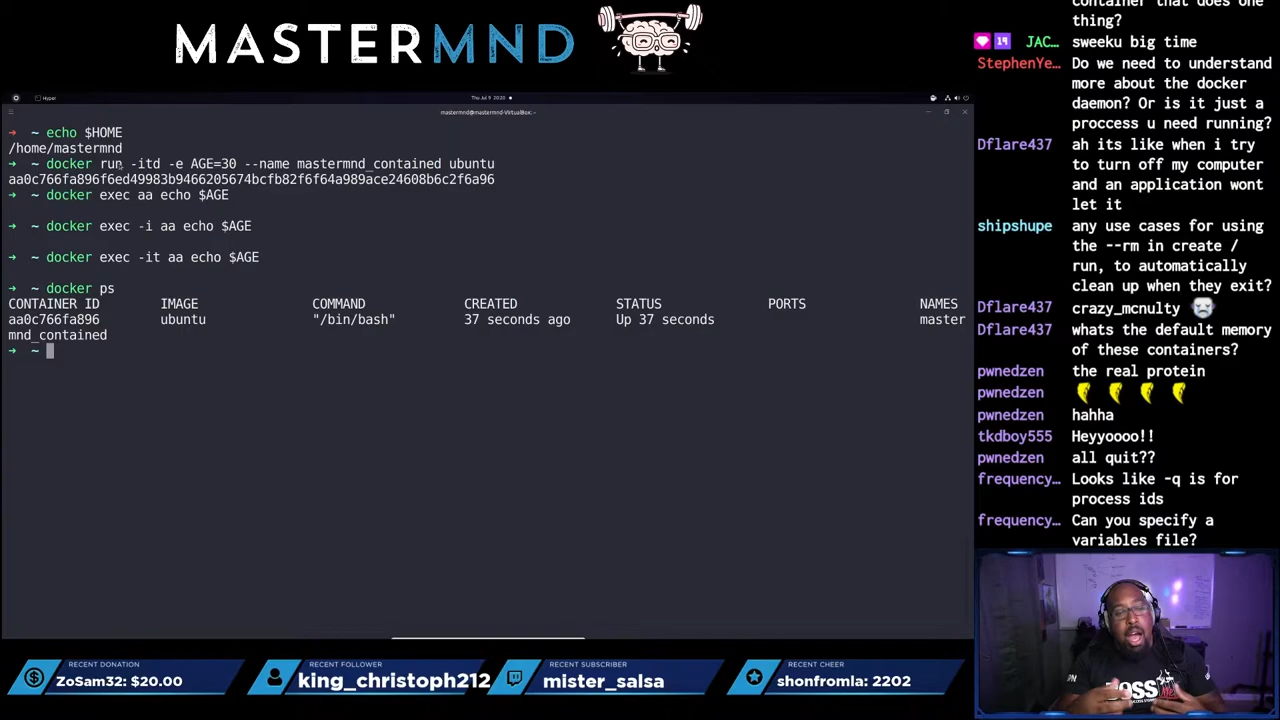 MASTERMND
Hyper
Thu Jul 9 20:20
mastermnd@mastermnd-VirtualBox: ~
➜ ~ echo $HOME
/home/mastermnd
➜ ~ docker run -itd -e AGE=30 --name mastermnd_contained ubuntu
aa0c766fa896f6ed49983b9466205674bcfb82f6f64a989ace24608b6c2f6a96
➜ ~ docker exec aa echo $AGE
➜ ~ docker exec -i aa echo $AGE
➜ ~ docker exec -it aa echo $AGE
➜ ~ docker ps
CONTAINER ID IMAGE COMMAND CREATED STATUS PORTS NAMES
aa0c766fa896 ubuntu "/bin/bash" 37 seconds ago Up 37 seconds master
mnd_contained
➜ ~
container that does one
thing?
19 JAC… sweeku big time
StephenYe… Do we need to understand
more about the docker
daemon? Or is it just a
proccess u need running?
Dflare437 ah its like when i try
to turn off my computer
and an application wont
let it
shipshupe any use cases for using
the --rm in create /
run, to automatically
clean up when they exit?
Dflare437 crazy_mcnulty
Dflare437 whats the default memory
of these containers?
pwnedzen the real protein
pwnedzen
pwnedzen hahha
tkdboy555 Heyyoooo!!
pwnedzen all quit??
frequency… Looks like -q is for
process ids
frequency… Can you specify a
variables file?
RECENT DONATION
ZoSam32: $20.00
RECENT FOLLOWER
king_christoph212
RECENT SUBSCRIBER
mister_salsa
RECENT CHEER
shonfromla: 2202